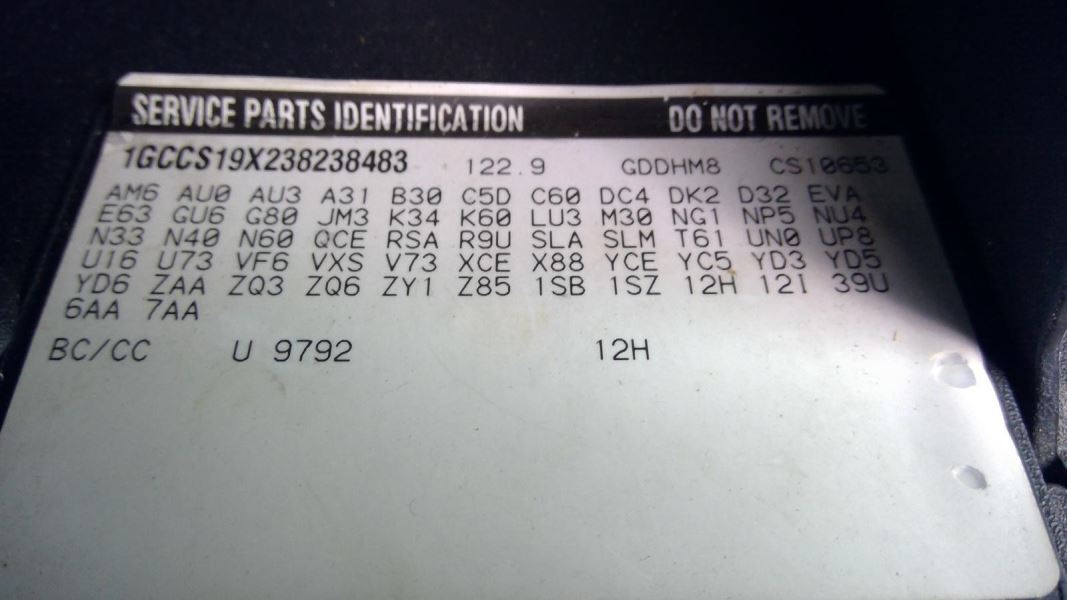 SERVICE PARTS IDENTIFICATION DO NOT REMOVE
1GCCS19X238238483 122.9 GDDHM8 CS10653
AM6 AU0 AU3 A31 B30 C5D C60 DC4 DK2 D32 EVA
E63 GU6 G80 JM3 K34 K60 LU3 M30 NG1 NP5 NU4
N33 N40 N60 QCE RSA R9U SLA SLM T61 UN0 UP8
U16 U73 VF6 VXS V73 XCE X88 YCE YC5 YD3 YD5
YD6 ZAA ZQ3 ZQ6 ZY1 Z85 1SB 1SZ 12H 12I 39U
6AA 7AA
BC/CC U 9792 12H